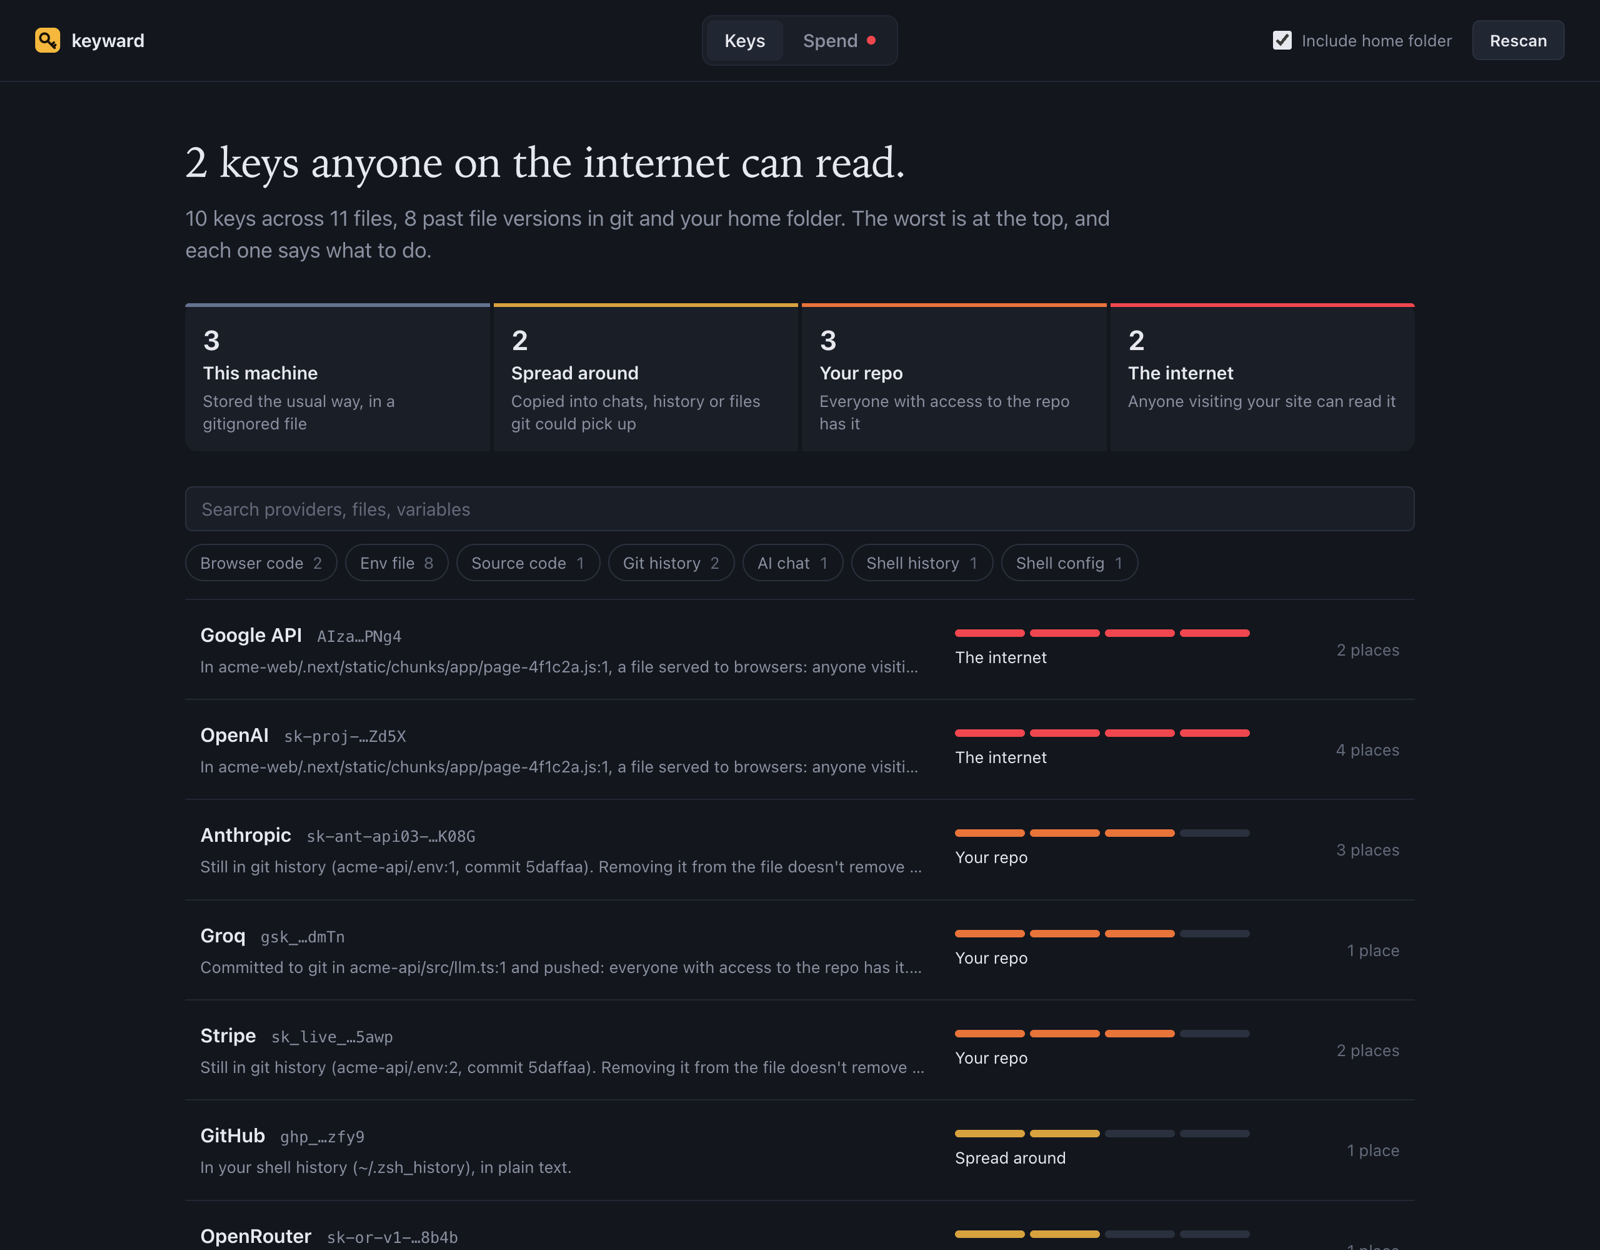 keyward
Keys
Spend
Include home folder
Rescan
2 keys anyone on the internet can read.
10 keys across 11 files, 8 past file versions in git and your home folder. The worst is at the top, and
each one says what to do.
3
This machine
Stored the usual way, in a
gitignored file
2
Spread around
Copied into chats, history or files
git could pick up
3
Your repo
Everyone with access to the repo
has it
2
The internet
Anyone visiting your site can read it
Search providers, files, variables
Browser code 2
Env file 8
Source code 1
Git history 2
AI chat 1
Shell history 1
Shell config 1
Google API AIza…PNg4
In acme-web/.next/static/chunks/app/page-4f1c2a.js:1, a file served to browsers: anyone visiti…
The internet
2 places
OpenAI sk-proj-…Zd5X
In acme-web/.next/static/chunks/app/page-4f1c2a.js:1, a file served to browsers: anyone visiti…
The internet
4 places
Anthropic sk-ant-api03-…K08G
Still in git history (acme-api/.env:1, commit 5daffaa). Removing it from the file doesn't remove …
Your repo
3 places
Groq gsk_…dmTn
Committed to git in acme-api/src/llm.ts:1 and pushed: everyone with access to the repo has it.…
Your repo
1 place
Stripe sk_live_…5awp
Still in git history (acme-api/.env:2, commit 5daffaa). Removing it from the file doesn't remove …
Your repo
2 places
GitHub ghp_…zfy9
In your shell history (~/.zsh_history), in plain text.
Spread around
1 place
OpenRouter sk-or-v1-…8b4b